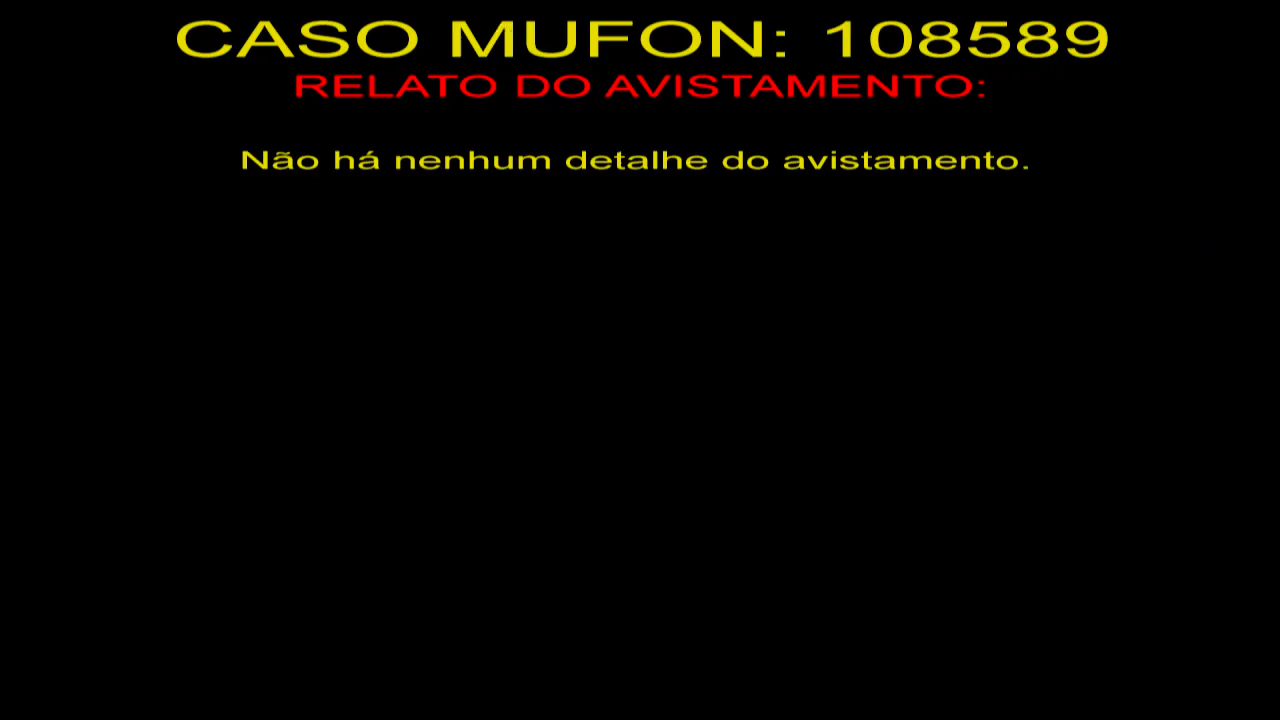 CASO MUFON: 108589
RELATO DO AVISTAMENTO:
Não há nenhum detalhe do avistamento.